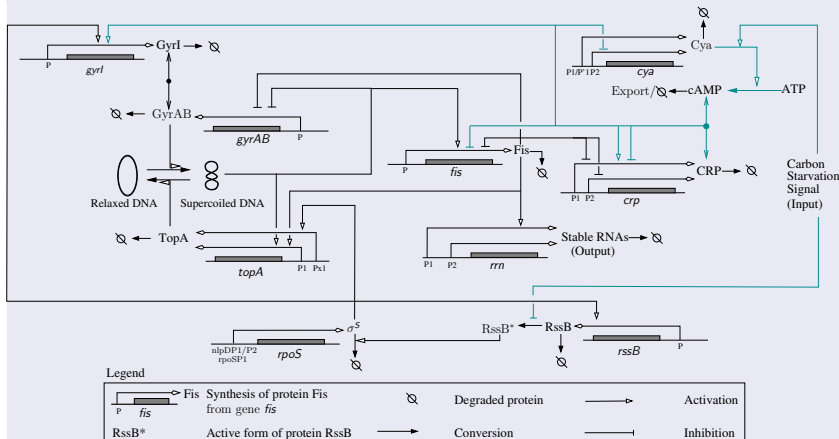 GyrI
P
gyrI
Cya
P1/P'1 P2
cya
Export/
cAMP
ATP
GyrAB
gyrAB
P
Fis
fis
P
CRP
P1 P2
crp
Carbon
Starvation
Signal
(Input)
Relaxed DNA
Supercoiled DNA
TopA
topA
P1 Px1
Stable RNAs
(Output)
P1 P2
rrn
σS
nlpDP1/P2
rpoSP1
rpoS
RssB*
RssB
rssB
P
Legend
P
fis
Fis
Synthesis of protein Fis
from gene fis
Degraded protein
Activation
RssB*
Active form of protein RssB
Conversion
Inhibition